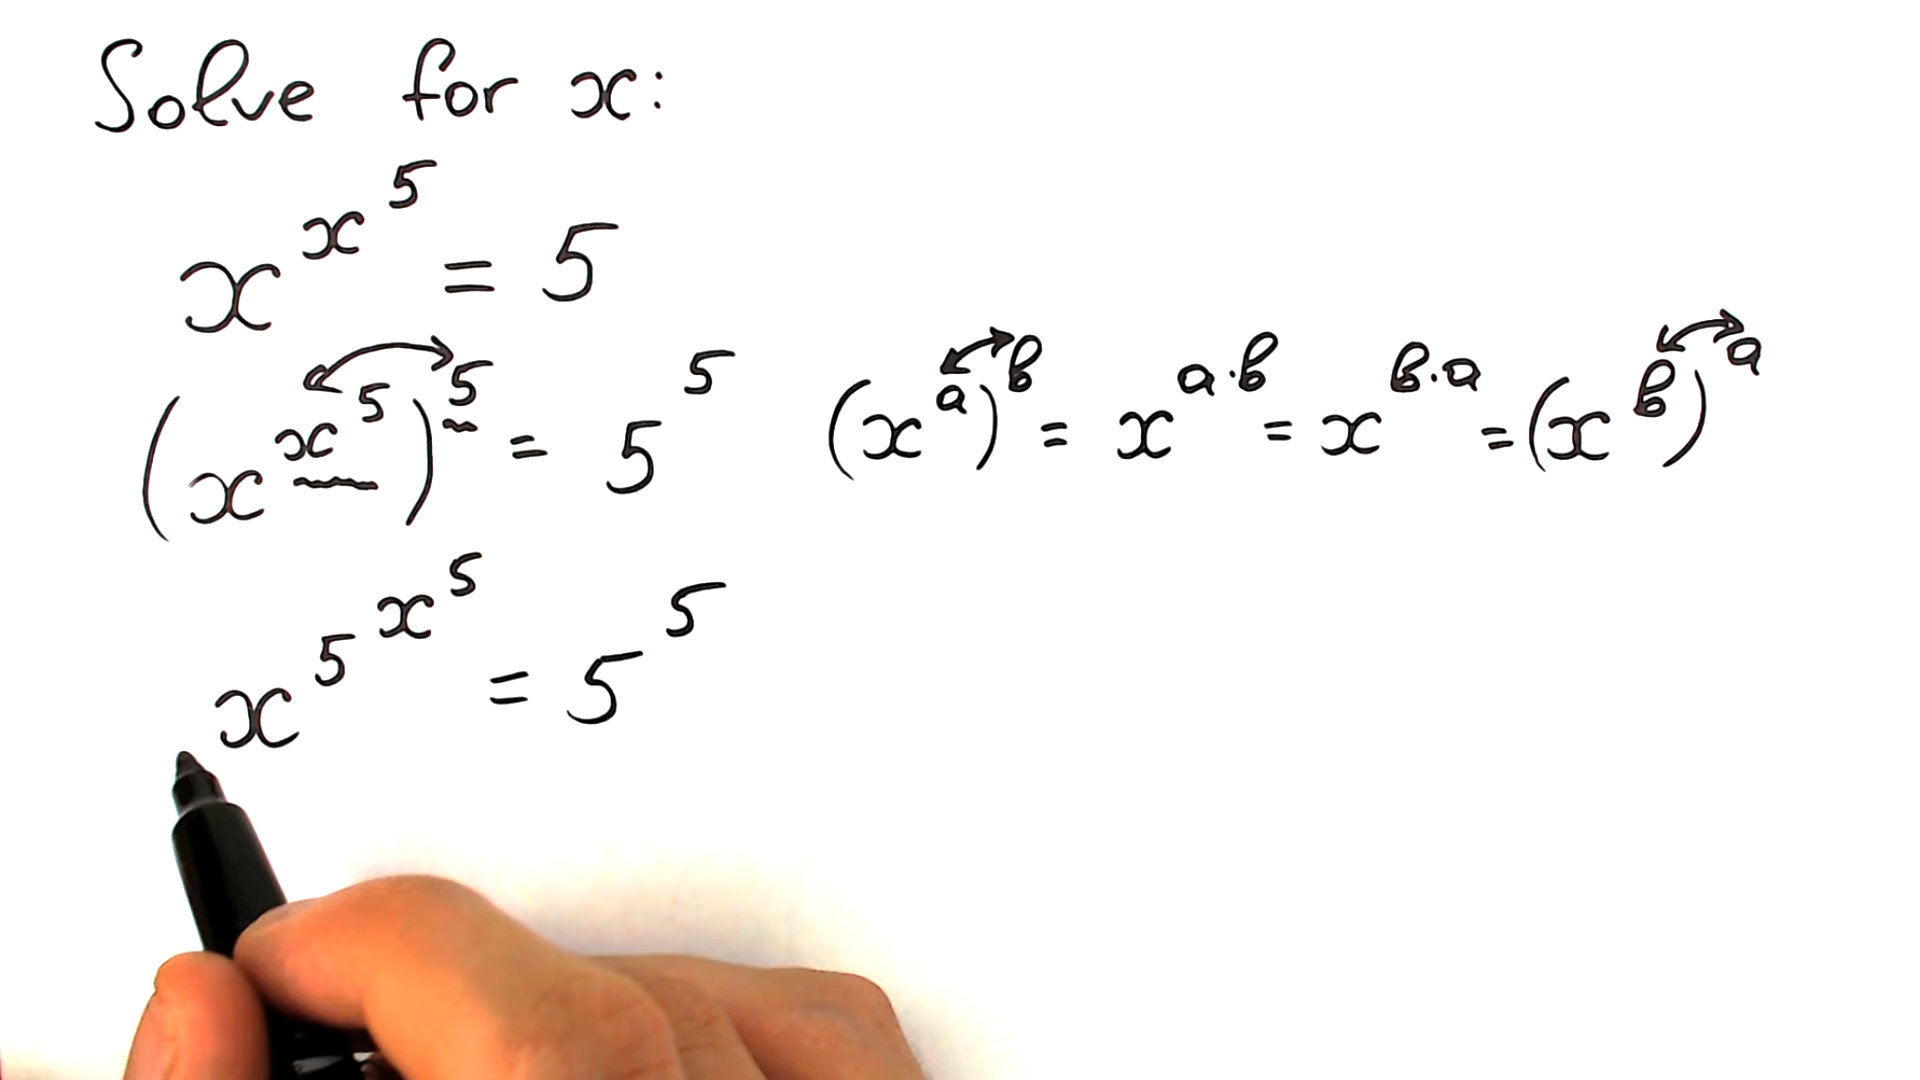 Solve for x:
x^x^5 = 5
(x^x^5)^5 = 5^5 (x^a)^b = x^a·b = x^b·a = (x^b)^a
x^5^x^5 = 5^5